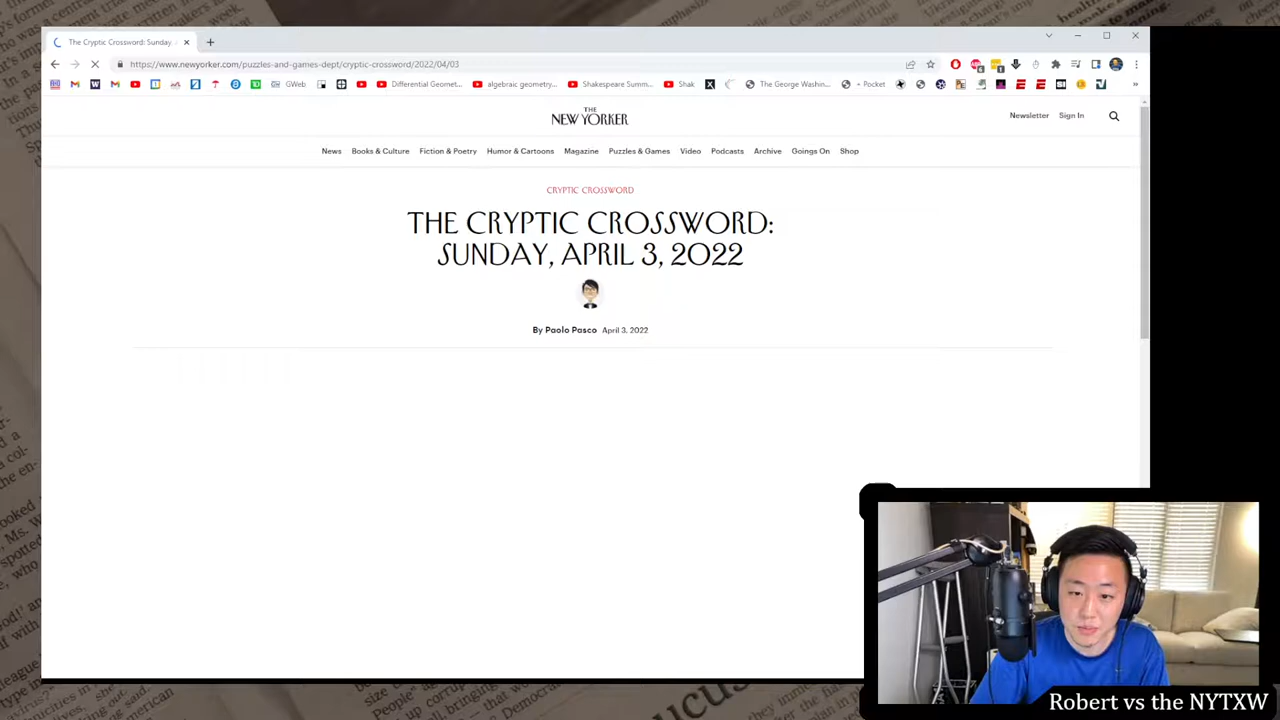 The Cryptic Crossword: Sunday
https://www.newyorker.com/puzzles-and-games-dept/cryptic-crossword/2022/04/03
GWeb
Differential Geomet...
algebraic geometry...
Shakespeare Summ...
Shak
The George Washin...
+ Pocket
THE
NEW YORKER
Newsletter
Sign In
News
Books & Culture
Fiction & Poetry
Humor & Cartoons
Magazine
Puzzles & Games
Video
Podcasts
Archive
Goings On
Shop
CRYPTIC CROSSWORD
THE CRYPTIC CROSSWORD:
SUNDAY, APRIL 3, 2022
By Paolo Pasco April 3, 2022
Robert vs the NYTXW